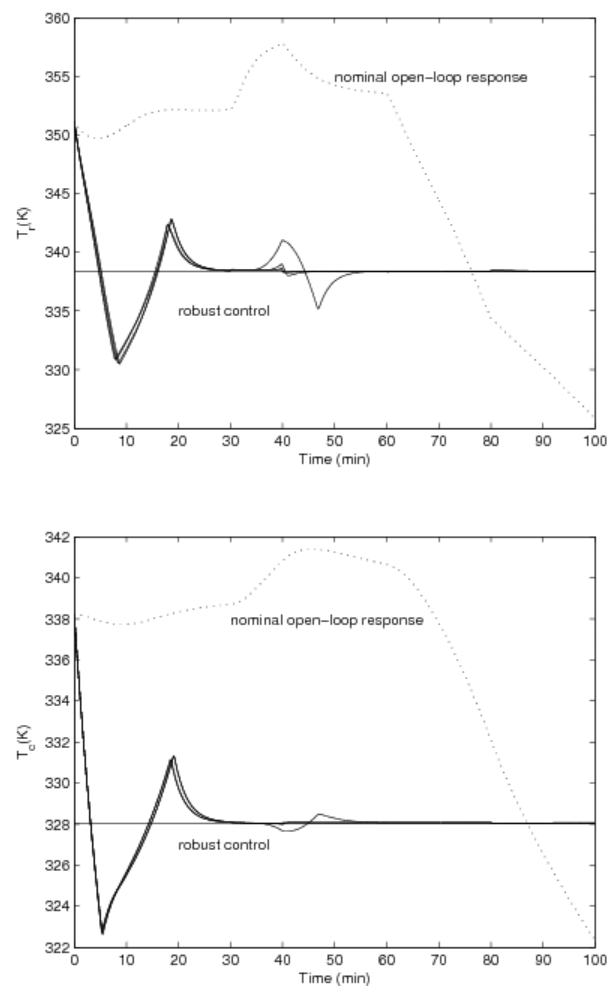 360
355
350
345
340
335
330
325
T_r(K)
nominal open-loop response
robust control
0 10 20 30 40 50 60 70 80 90 100
Time (min)
342
340
338
336
334
332
330
328
326
324
322
T_c(K)
nominal open-loop response
robust control
0 10 20 30 40 50 60 70 80 90 100
Time (min)